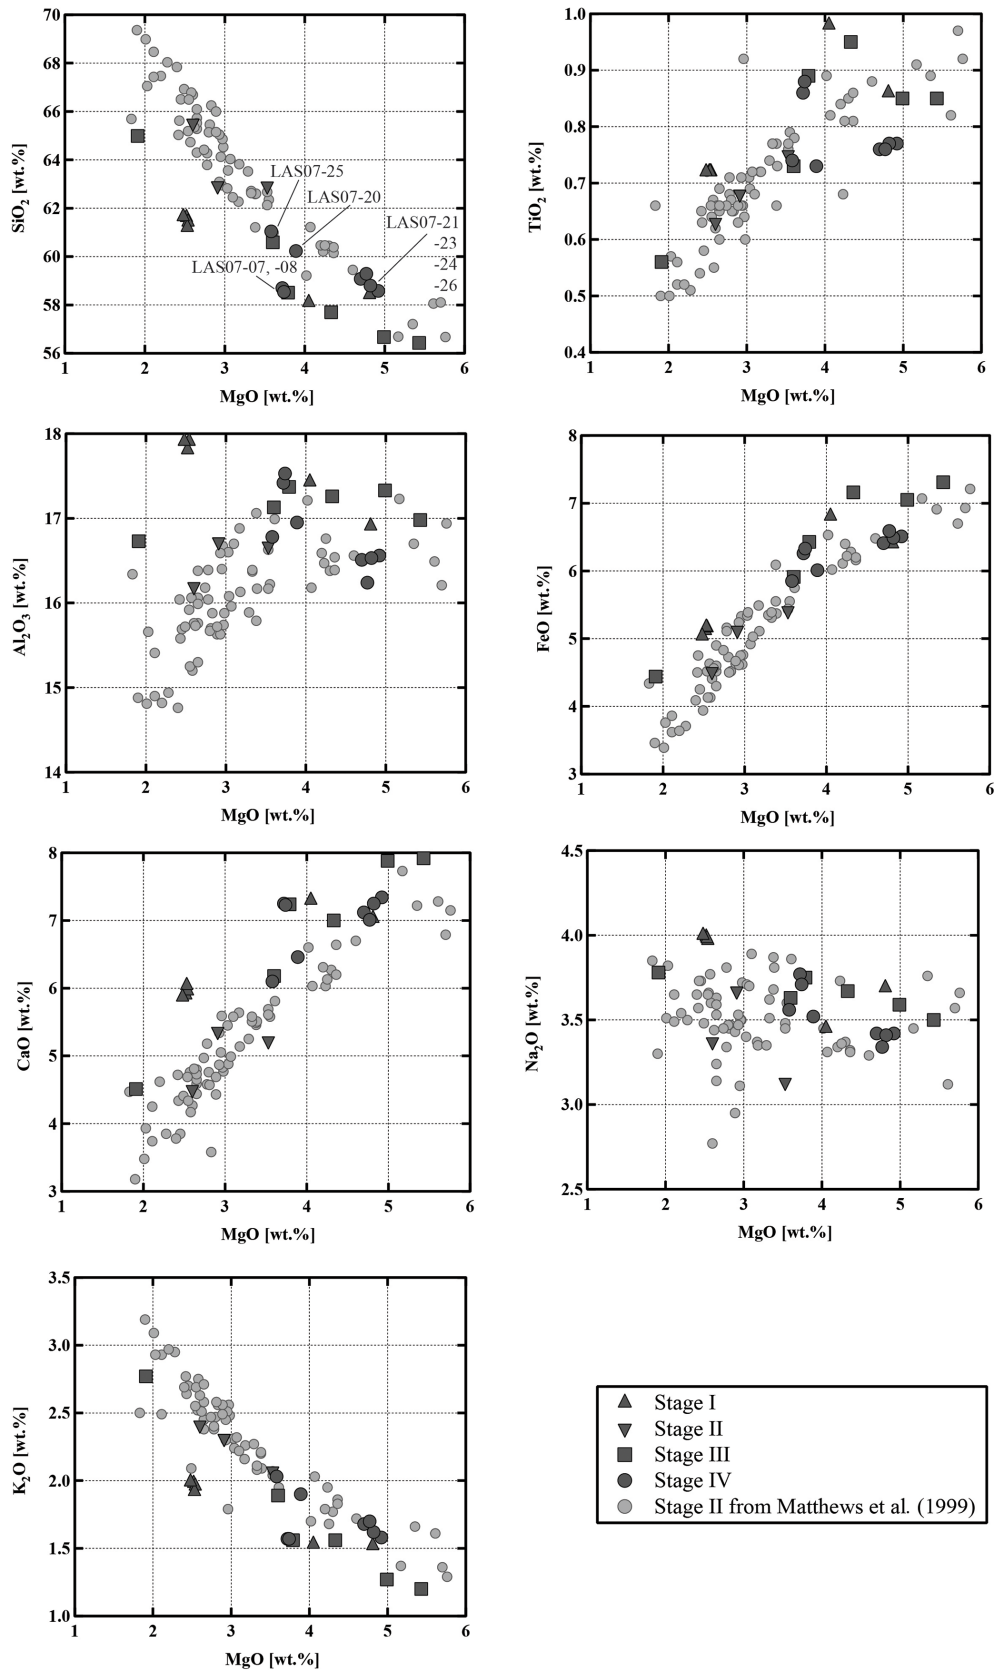 70
68
66
64
62
60
58
56
SiO2 [wt.%]
LAS07-25
LAS07-20
LAS07-21
-23
LAS07-07, -08
-24
-26
1 2 3 4 5 6
MgO [wt.%]
1.0
0.9
0.8
0.7
0.6
0.5
0.4
TiO2 [wt.%]
1 2 3 4 5 6
MgO [wt.%]
18
17
16
15
14
Al2O3 [wt.%]
1 2 3 4 5 6
MgO [wt.%]
8
7
6
5
4
3
FeO [wt.%]
1 2 3 4 5 6
MgO [wt.%]
8
7
6
5
4
3
CaO [wt.%]
1 2 3 4 5 6
MgO [wt.%]
4.5
4.0
3.5
3.0
2.5
Na2O [wt.%]
1 2 3 4 5 6
MgO [wt.%]
3.5
3.0
2.5
2.0
1.5
1.0
K2O [wt.%]
1 2 3 4 5 6
MgO [wt.%]
Stage I
Stage II
Stage III
Stage IV
Stage II from Matthews et al. (1999)